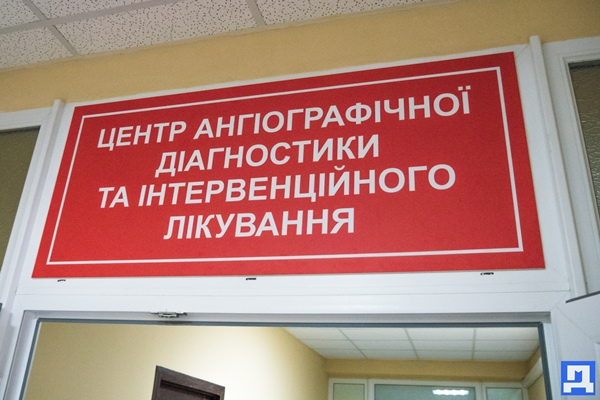 ЦЕНТР АНГІОГРАФІЧНОЇ
ДІАГНОСТИКИ
ТА ІНТЕРВЕНЦІЙНОГО
ЛІКУВАННЯ
Д